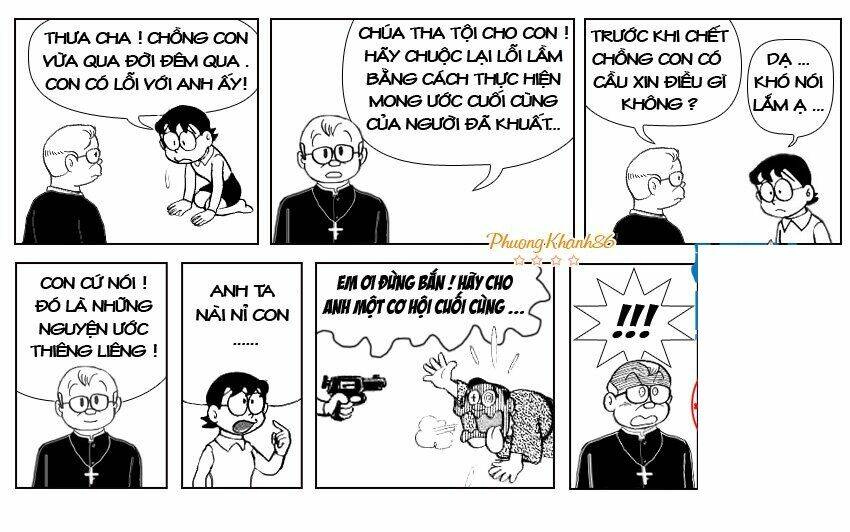 THƯA CHA ! CHỒNG CON
VỪA QUA ĐỜI ĐÊM QUA .
CON CÓ LỖI VỚI ANH ẤY!
CHÚA THA TỘI CHO CON !
HÃY CHUỘC LẠI LỖI LẦM
BẰNG CÁCH THỰC HIỆN
MONG ƯỚC CUỐI CÙNG
CỦA NGƯỜI ĐÃ KHUẤT...
TRƯỚC KHI CHẾT
CHỒNG CON CÓ
CẦU XIN ĐIỀU GÌ
KHÔNG ?
DẠ ...
KHÓ NÓI
LẮM Ạ ...
PhuongKhanh86
CON CỨ NÓI !
ĐÓ LÀ NHỮNG
NGUYỆN ƯỚC
THIÊNG LIÊNG !
ANH TA
NÀI NỈ CON
......
EM ƠI ĐỪNG BẮN ! HÃY CHO
ANH MỘT CƠ HỘI CUỐI CÙNG ...
!!!